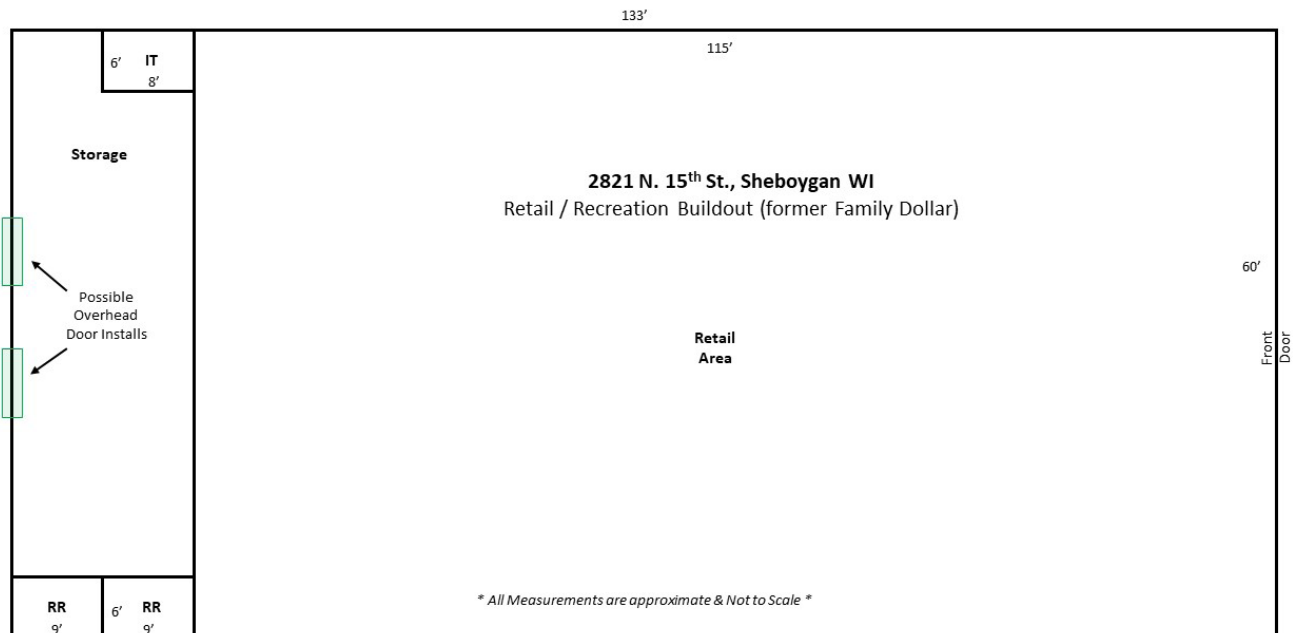 133’
115’
6’ IT
8’
Storage
2821 N. 15th St., Sheboygan WI
Retail / Recreation Buildout (former Family Dollar)
60’
Possible
Overhead
Door Installs
Retail
Area
Front
Door
* All Measurements are approximate & Not to Scale *
RR 6’ RR
9’ 9’